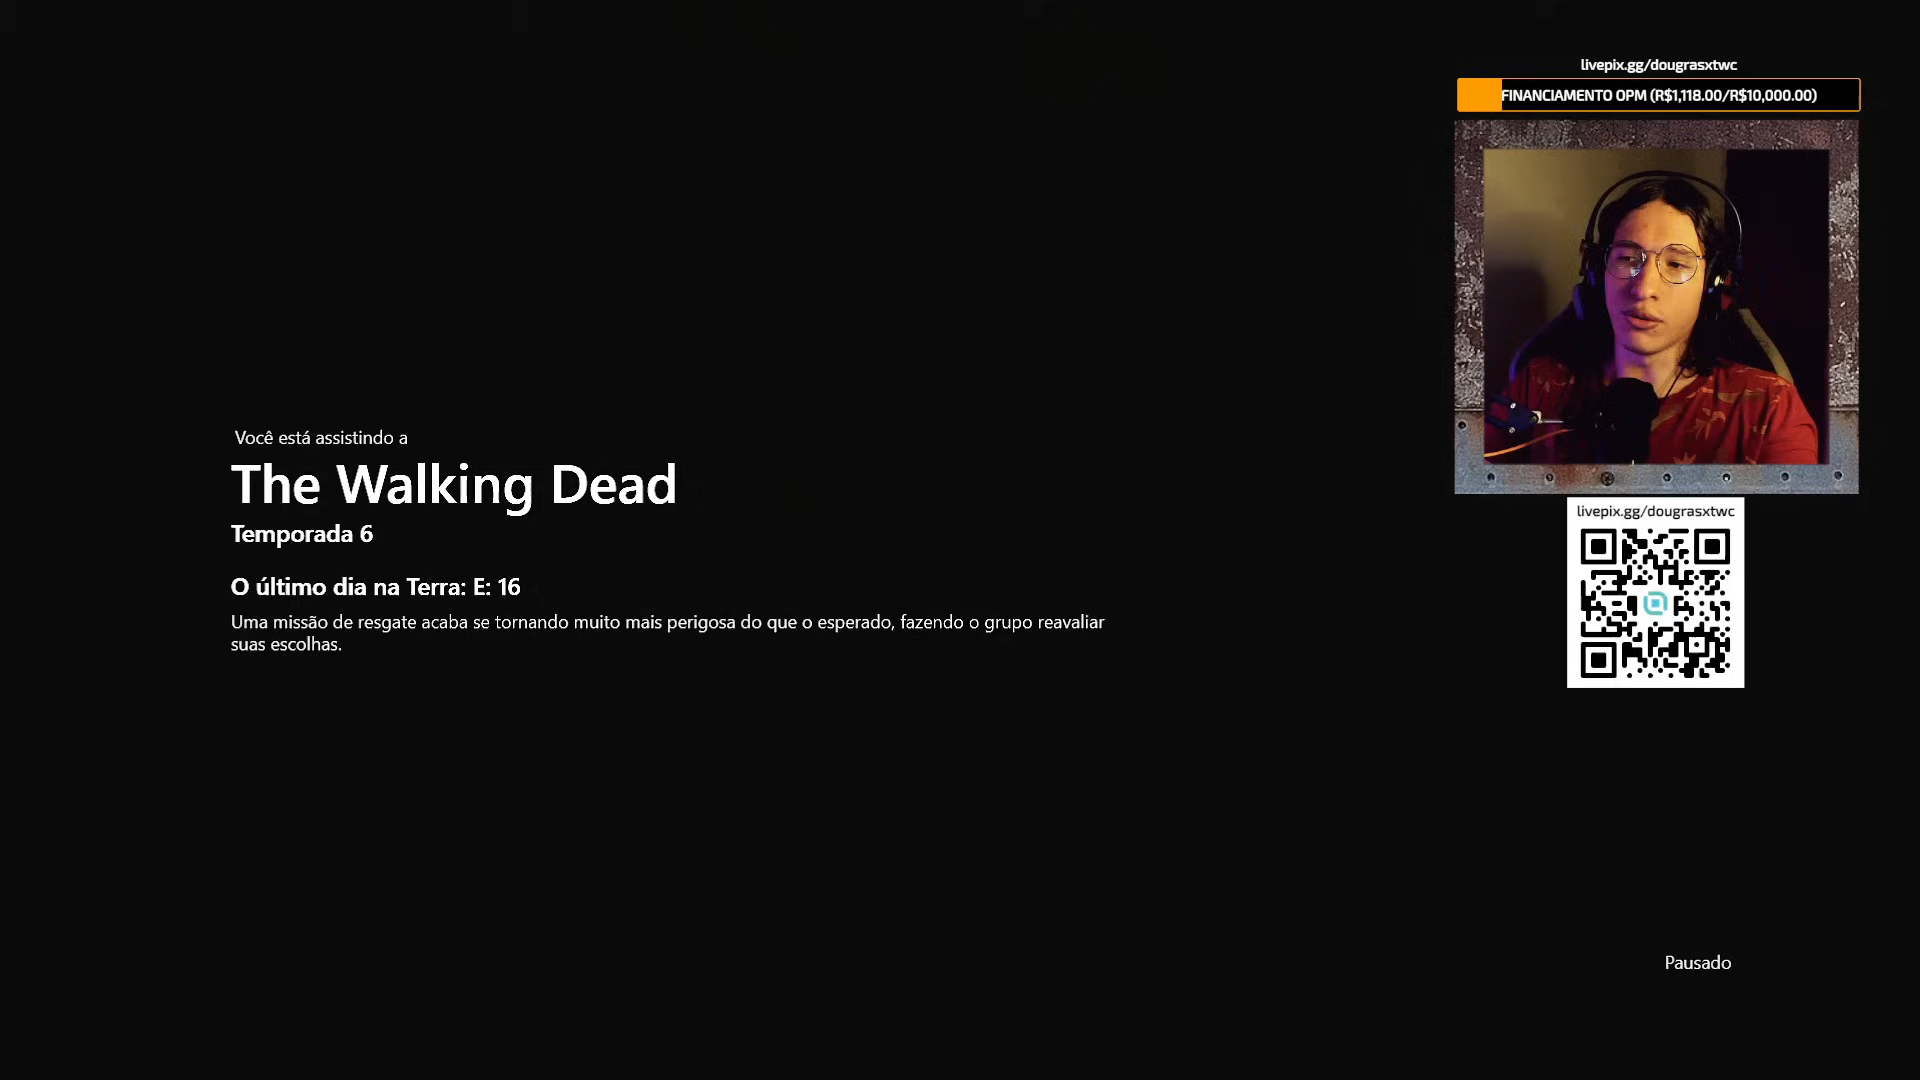 livepix.gg/dougrasxtwc
FINANCIAMENTO OPM (R$1,118.00/R$10,000.00)
Você está assistindo a
The Walking Dead
Temporada 6
livepix.gg/dougrasxtwc
O último dia na Terra: E: 16
Uma missão de resgate acaba se tornando muito mais perigosa do que o esperado, fazendo o grupo reavaliar
suas escolhas.
Pausado